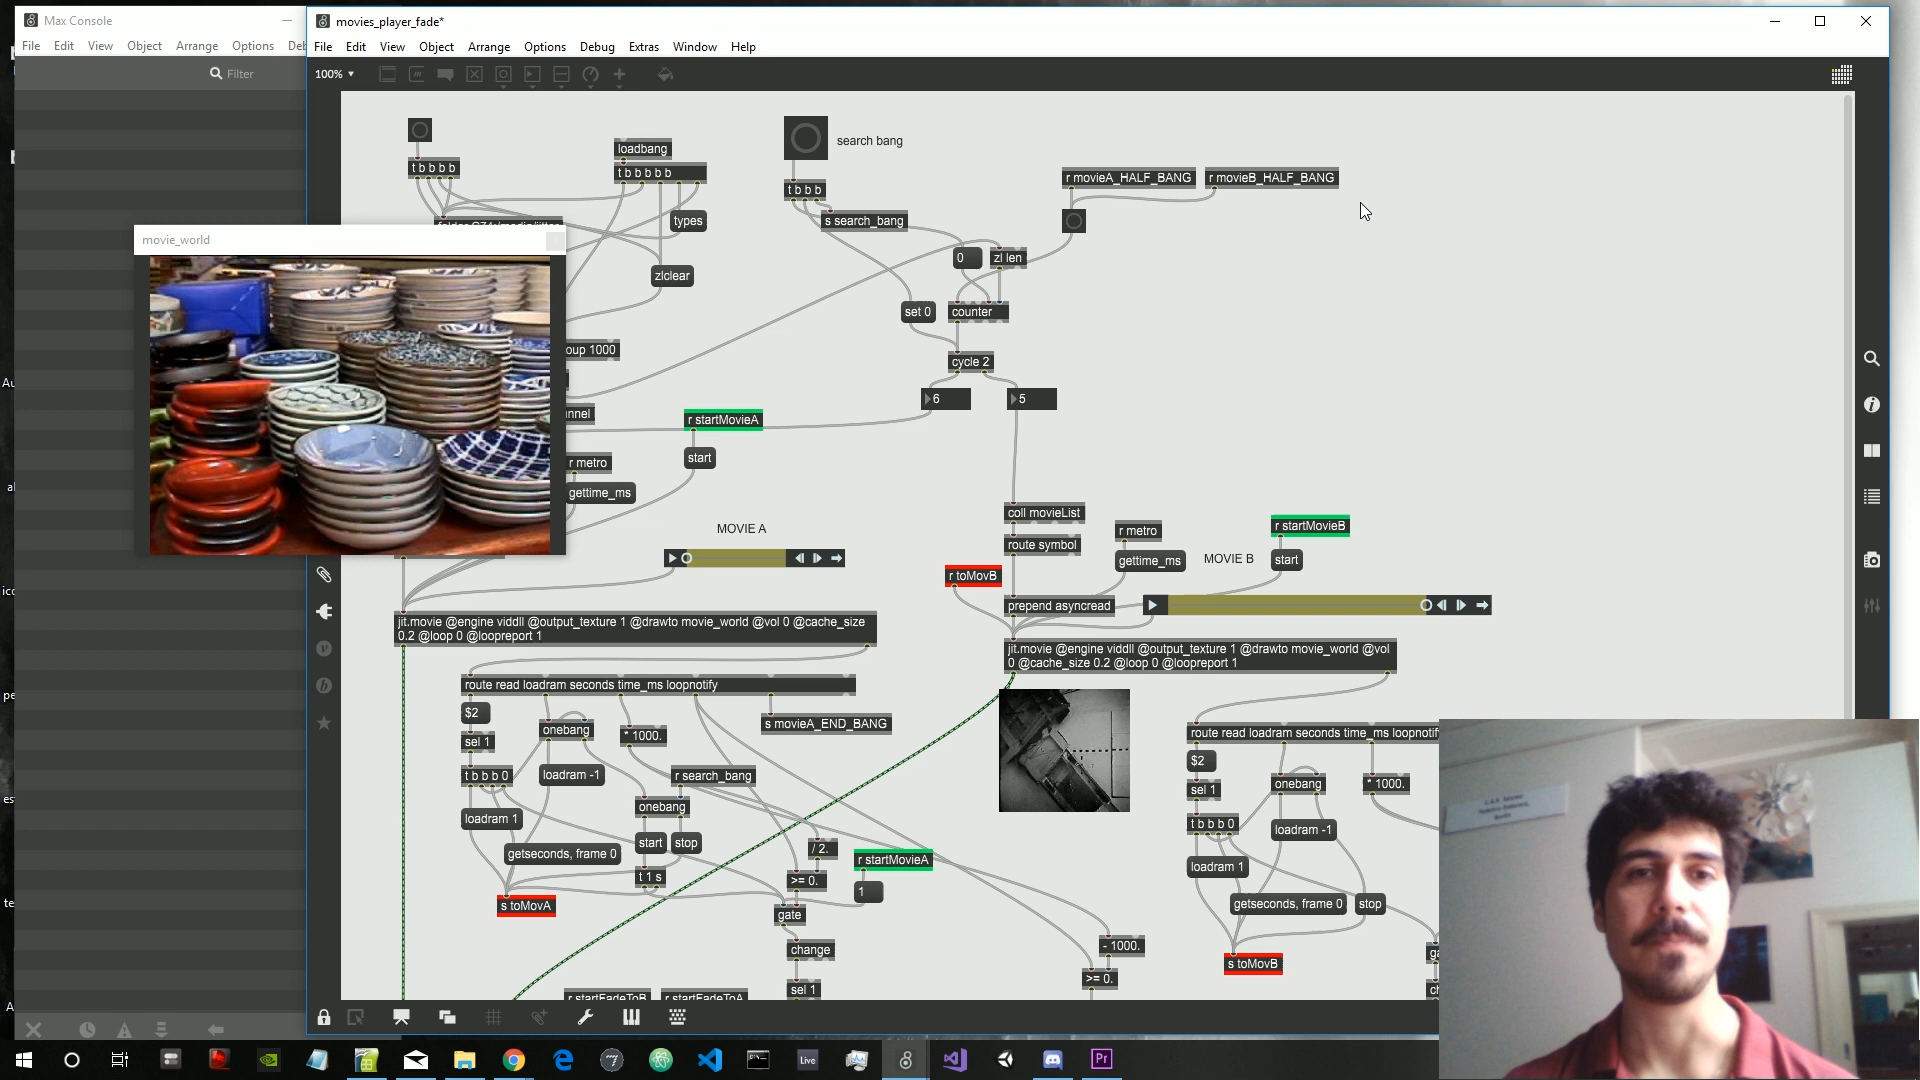 Max Console
movies_player_fade*
File Edit View Object Arrange Options Deb
File Edit View Object Arrange Options Debug Extras Window Help
Filter
100%
search bang
loadbang
t b b b b
t b b b b b
r movieA_HALF_BANG
r movieB_HALF_BANG
t b b b
types
s search_bang
movie_world
0
zl len
zlclear
set 0
counter
oup 1000
cycle 2
6
5
nnel
r startMovieA
start
r metro
gettime_ms
coll movieList
MOVIE A
r metro
r startMovieB
route symbol
gettime_ms
MOVIE B
start
r toMovB
prepend asyncread
jit.movie @engine viddll @output_texture 1 @drawto movie_world @vol 0 @cache_size
0.2 @loop 0 @loopreport 1
jit.movie @engine viddll @output_texture 1 @drawto movie_world @vol
0 @cache_size 0.2 @loop 0 @loopreport 1
route read loadram seconds time_ms loopnotify
$2
s movieA_END_BANG
onebang
* 1000.
sel 1
route read loadram seconds time_ms loopnotify
$2
t b b b 0
loadram -1
r search_bang
onebang
* 1000.
sel 1
onebang
loadram 1
t b b b 0
loadram -1
start
stop
/ 2.
getseconds, frame 0
r startMovieA
loadram 1
t 1 s
>= 0.
1
s toMovA
gate
getseconds, frame 0
stop
change
- 1000.
s toMovB
>= 0.
sel 1
r startFadeToB
r startFadeToA
Live
Pr